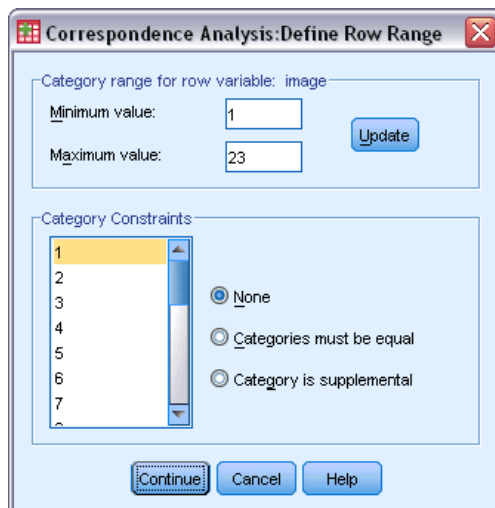 Correspondence Analysis:Define Row Range
Category range for row variable: image
Minimum value:
1
Maximum value:
23
Update
Category Constraints
1
2
3
4
5
6
7
None
Categories must be equal
Category is supplemental
Continue
Cancel
Help